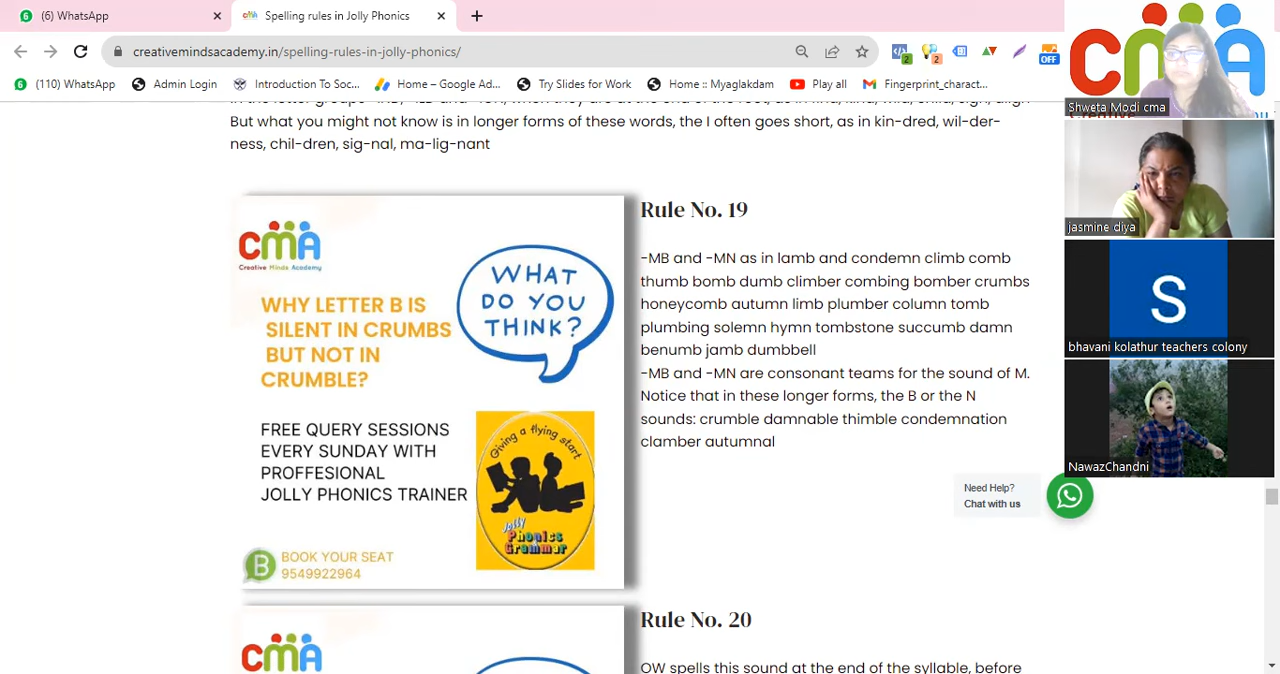 (6) WhatsApp
Spelling rules in Jolly Phonics
creativemindsacademy.in/spelling-rules-in-jolly-phonics/
2
2
OFF
(110) WhatsApp
Admin Login
Introduction To Soc...
Home – Google Ad...
Try Slides for Work
Home :: Myaglakdam
Play all
Fingerprint_charact...
But what you might not know is in longer forms of these words, the I often goes short, as in kin-dred, wil-der-
ness, chil-dren, sig-nal, ma-lig-nant
cma
Creative Minds Academy
WHY LETTER B IS
SILENT IN CRUMBS
BUT NOT IN
CRUMBLE?
WHAT
DO YOU
THINK?
FREE QUERY SESSIONS
EVERY SUNDAY WITH
PROFFESIONAL
JOLLY PHONICS TRAINER
Giving a flying start
Jolly
Phonics
Grammar
B
BOOK YOUR SEAT
9549922964
Rule No. 19
-MB and -MN as in lamb and condemn climb comb
thumb bomb dumb climber combing bomber crumbs
honeycomb autumn limb plumber column tomb
plumbing solemn hymn tombstone succumb damn
benumb jamb dumbbell
-MB and -MN are consonant teams for the sound of M.
Notice that in these longer forms, the B or the N
sounds: crumble damnable thimble condemnation
clamber autumnal
Need Help?
Chat with us
cma
Rule No. 20
OW spells this sound at the end of the syllable, before
Shweta Modi cma
jasmine diya
S
bhavani kolathur teachers colony
NawazChandni